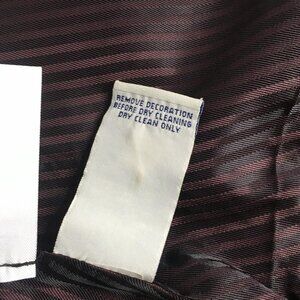 REMOVE DECORATION
BEFORE DRY CLEANING
DRY CLEAN ONLY